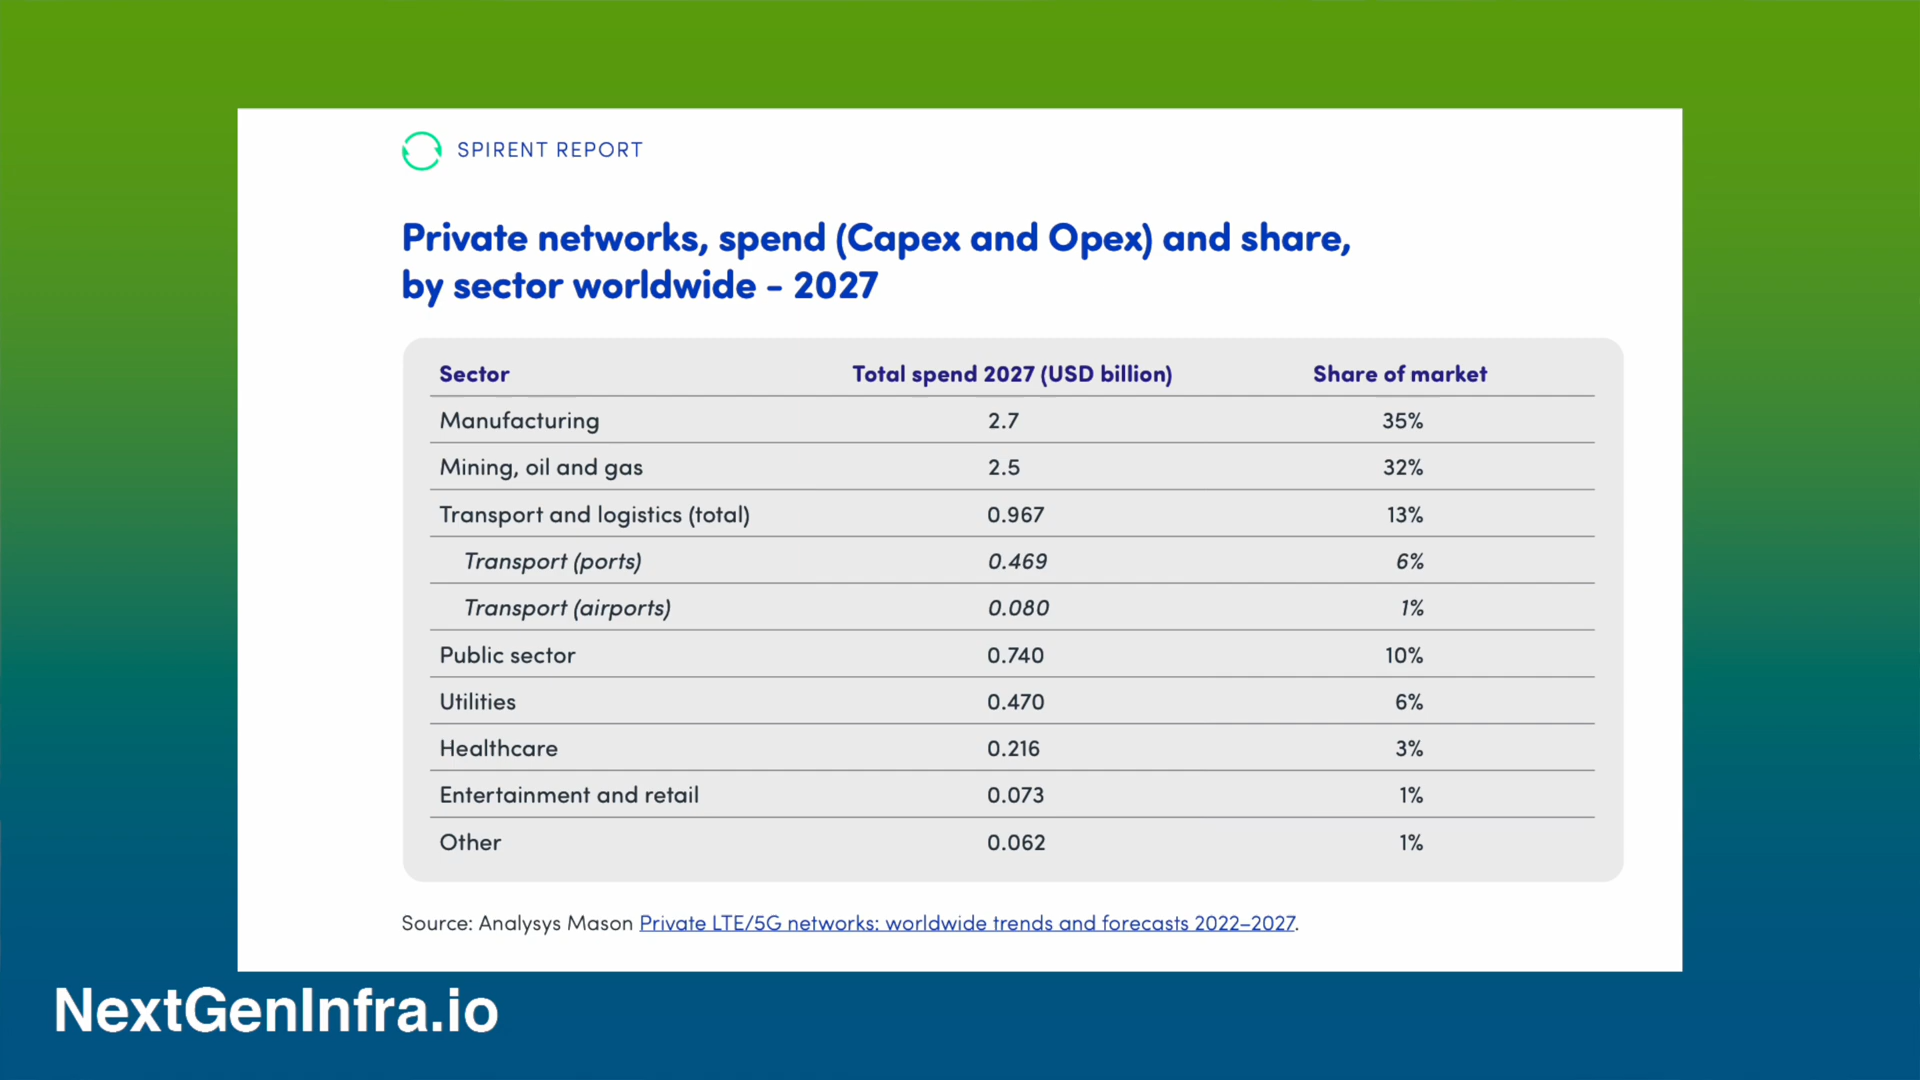 SPIRENT REPORT
Private networks, spend (Capex and Opex) and share,
by sector worldwide - 2027
Sector Total spend 2027 (USD billion) Share of market
Manufacturing 2.7 35%
Mining, oil and gas 2.5 32%
Transport and logistics (total) 0.967 13%
Transport (ports) 0.469 6%
Transport (airports) 0.080 1%
Public sector 0.740 10%
Utilities 0.470 6%
Healthcare 0.216 3%
Entertainment and retail 0.073 1%
Other 0.062 1%
Source: Analysys Mason Private LTE/5G networks: worldwide trends and forecasts 2022–2027.
NextGenInfra.io